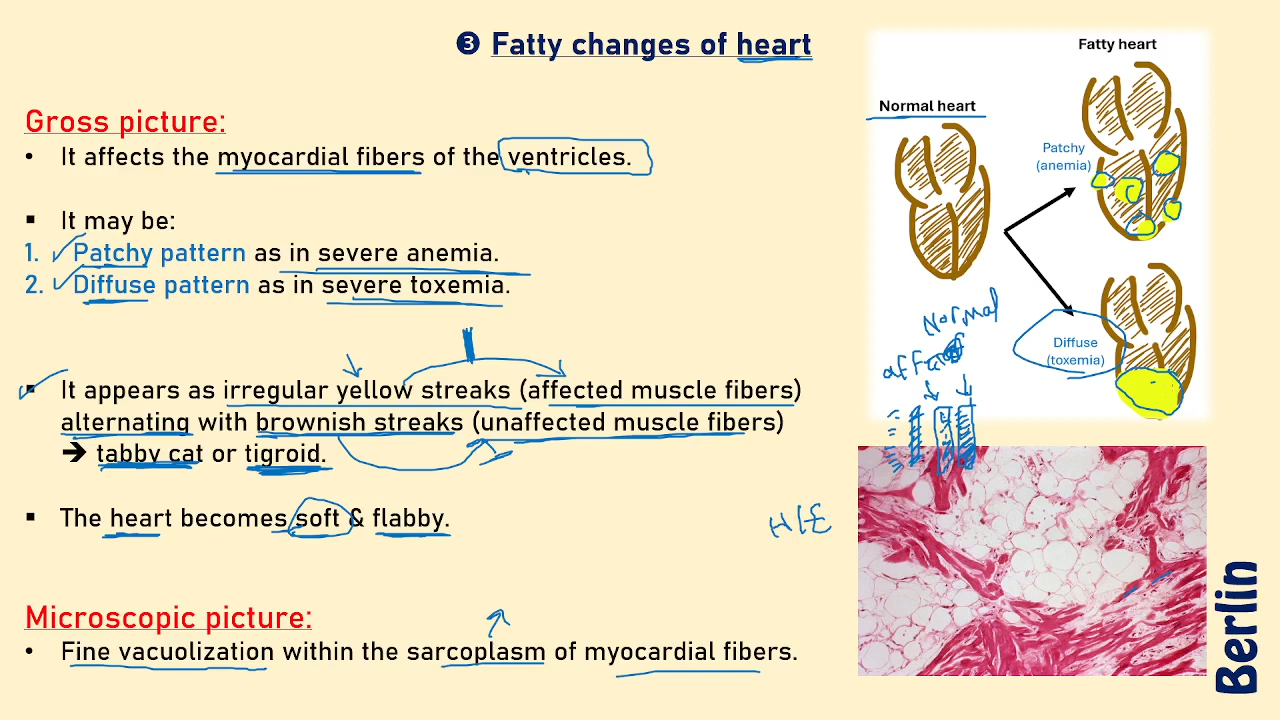 ❸ Fatty changes of heart
Gross picture:
• It affects the myocardial fibers of the ventricles.
▪ It may be:
1. Patchy pattern as in severe anemia.
2. Diffuse pattern as in severe toxemia.
▪ It appears as irregular yellow streaks (affected muscle fibers)
alternating with brownish streaks (unaffected muscle fibers)
➔ tabby cat or tigroid.
▪ The heart becomes soft & flabby.
Microscopic picture:
• Fine vacuolization within the sarcoplasm of myocardial fibers.
Fatty heart
Normal heart
Patchy
(anemia)
Diffuse
(toxemia)
Normal
H/E
Berlin